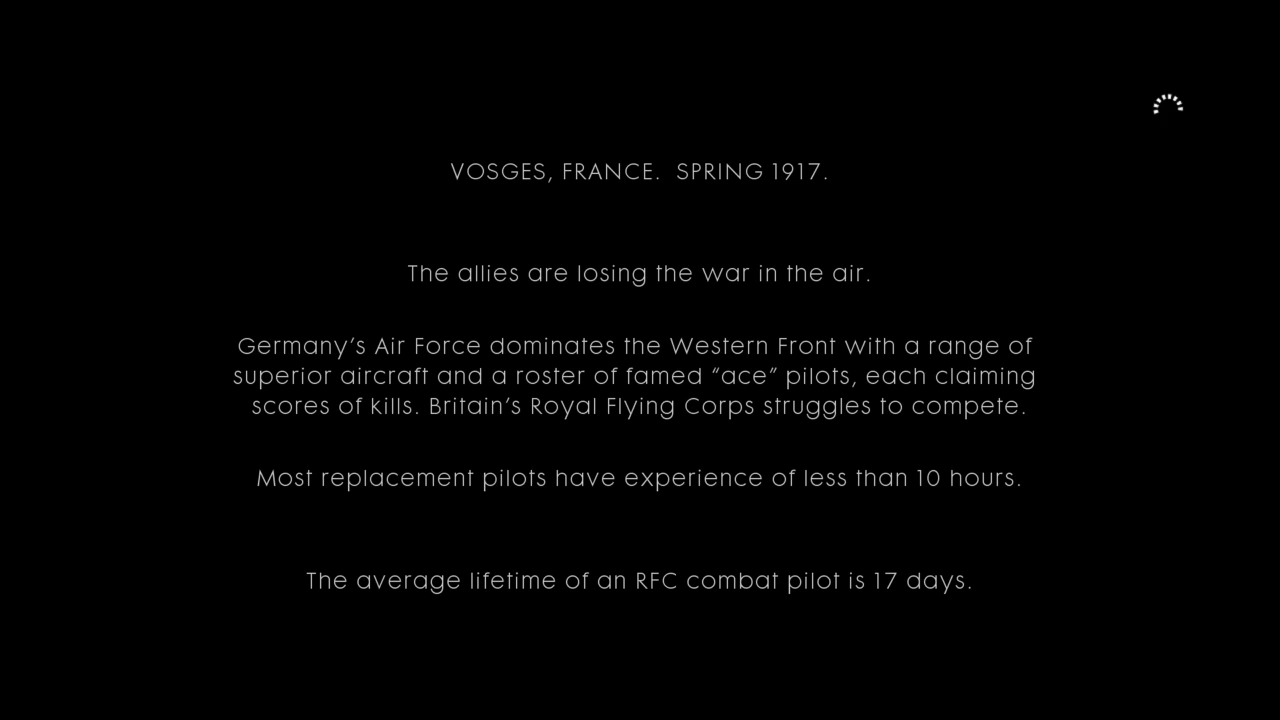 VOSGES, FRANCE.  SPRING 1917.
The allies are losing the war in the air.
Germany’s Air Force dominates the Western Front with a range of
superior aircraft and a roster of famed “ace” pilots, each claiming
scores of kills. Britain’s Royal Flying Corps struggles to compete.
Most replacement pilots have experience of less than 10 hours.
The average lifetime of an RFC combat pilot is 17 days.